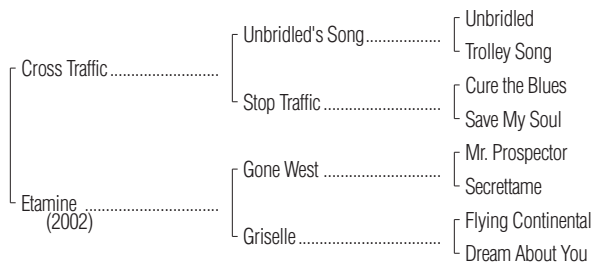 Unbridled
Unbridled's Song
Trolley Song
Cross Traffic
Cure the Blues
Stop Traffic
Save My Soul
Mr. Prospector
Gone West
Secrettame
Etamine
(2002)
Flying Continental
Griselle
Dream About You